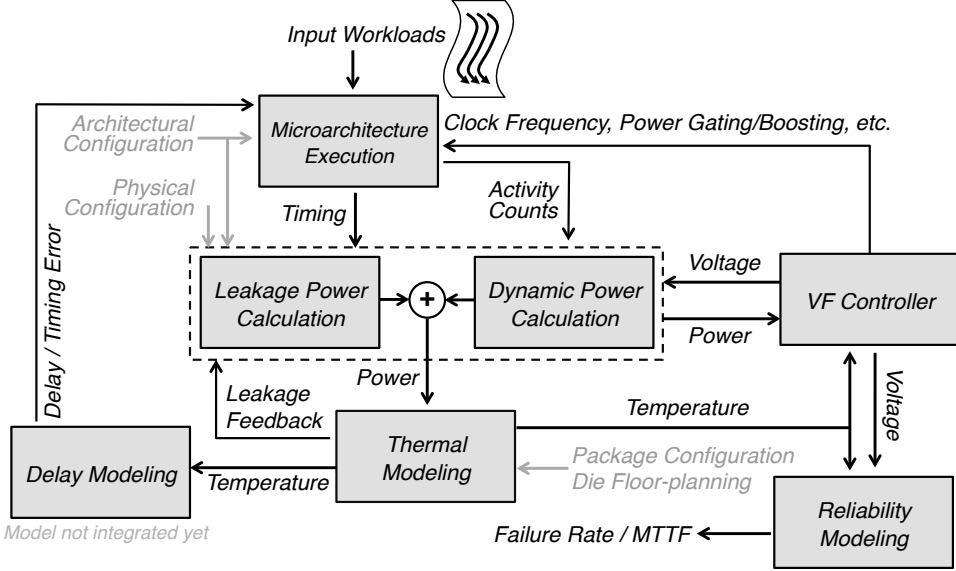 Input Workloads
Architectural
Configuration
Microarchitecture
Execution
Clock Frequency, Power Gating/Boosting, etc.
Physical
Configuration
Timing
Activity
Counts
Delay / Timing Error
Leakage Power
Calculation
+
Dynamic Power
Calculation
Voltage
Power
VF Controller
Power
Leakage
Feedback
Temperature
Voltage
Delay Modeling
Model not integrated yet
Temperature
Thermal
Modeling
Package Configuration
Die Floor-planning
Reliability
Modeling
Failure Rate / MTTF